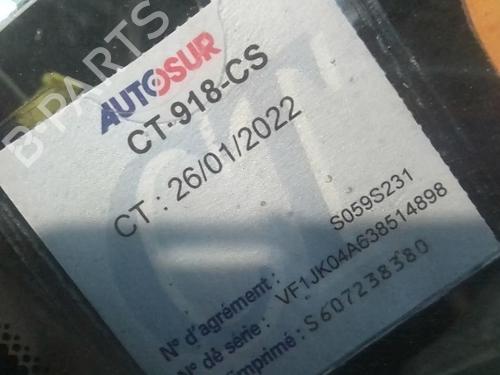 AUTOSUR
CT-918-CS
CT : 26/01/2022
N° d'agrément : S059S231
N° de série : VF1JK04A638514898
imprimé : S607238380
B-PARTS